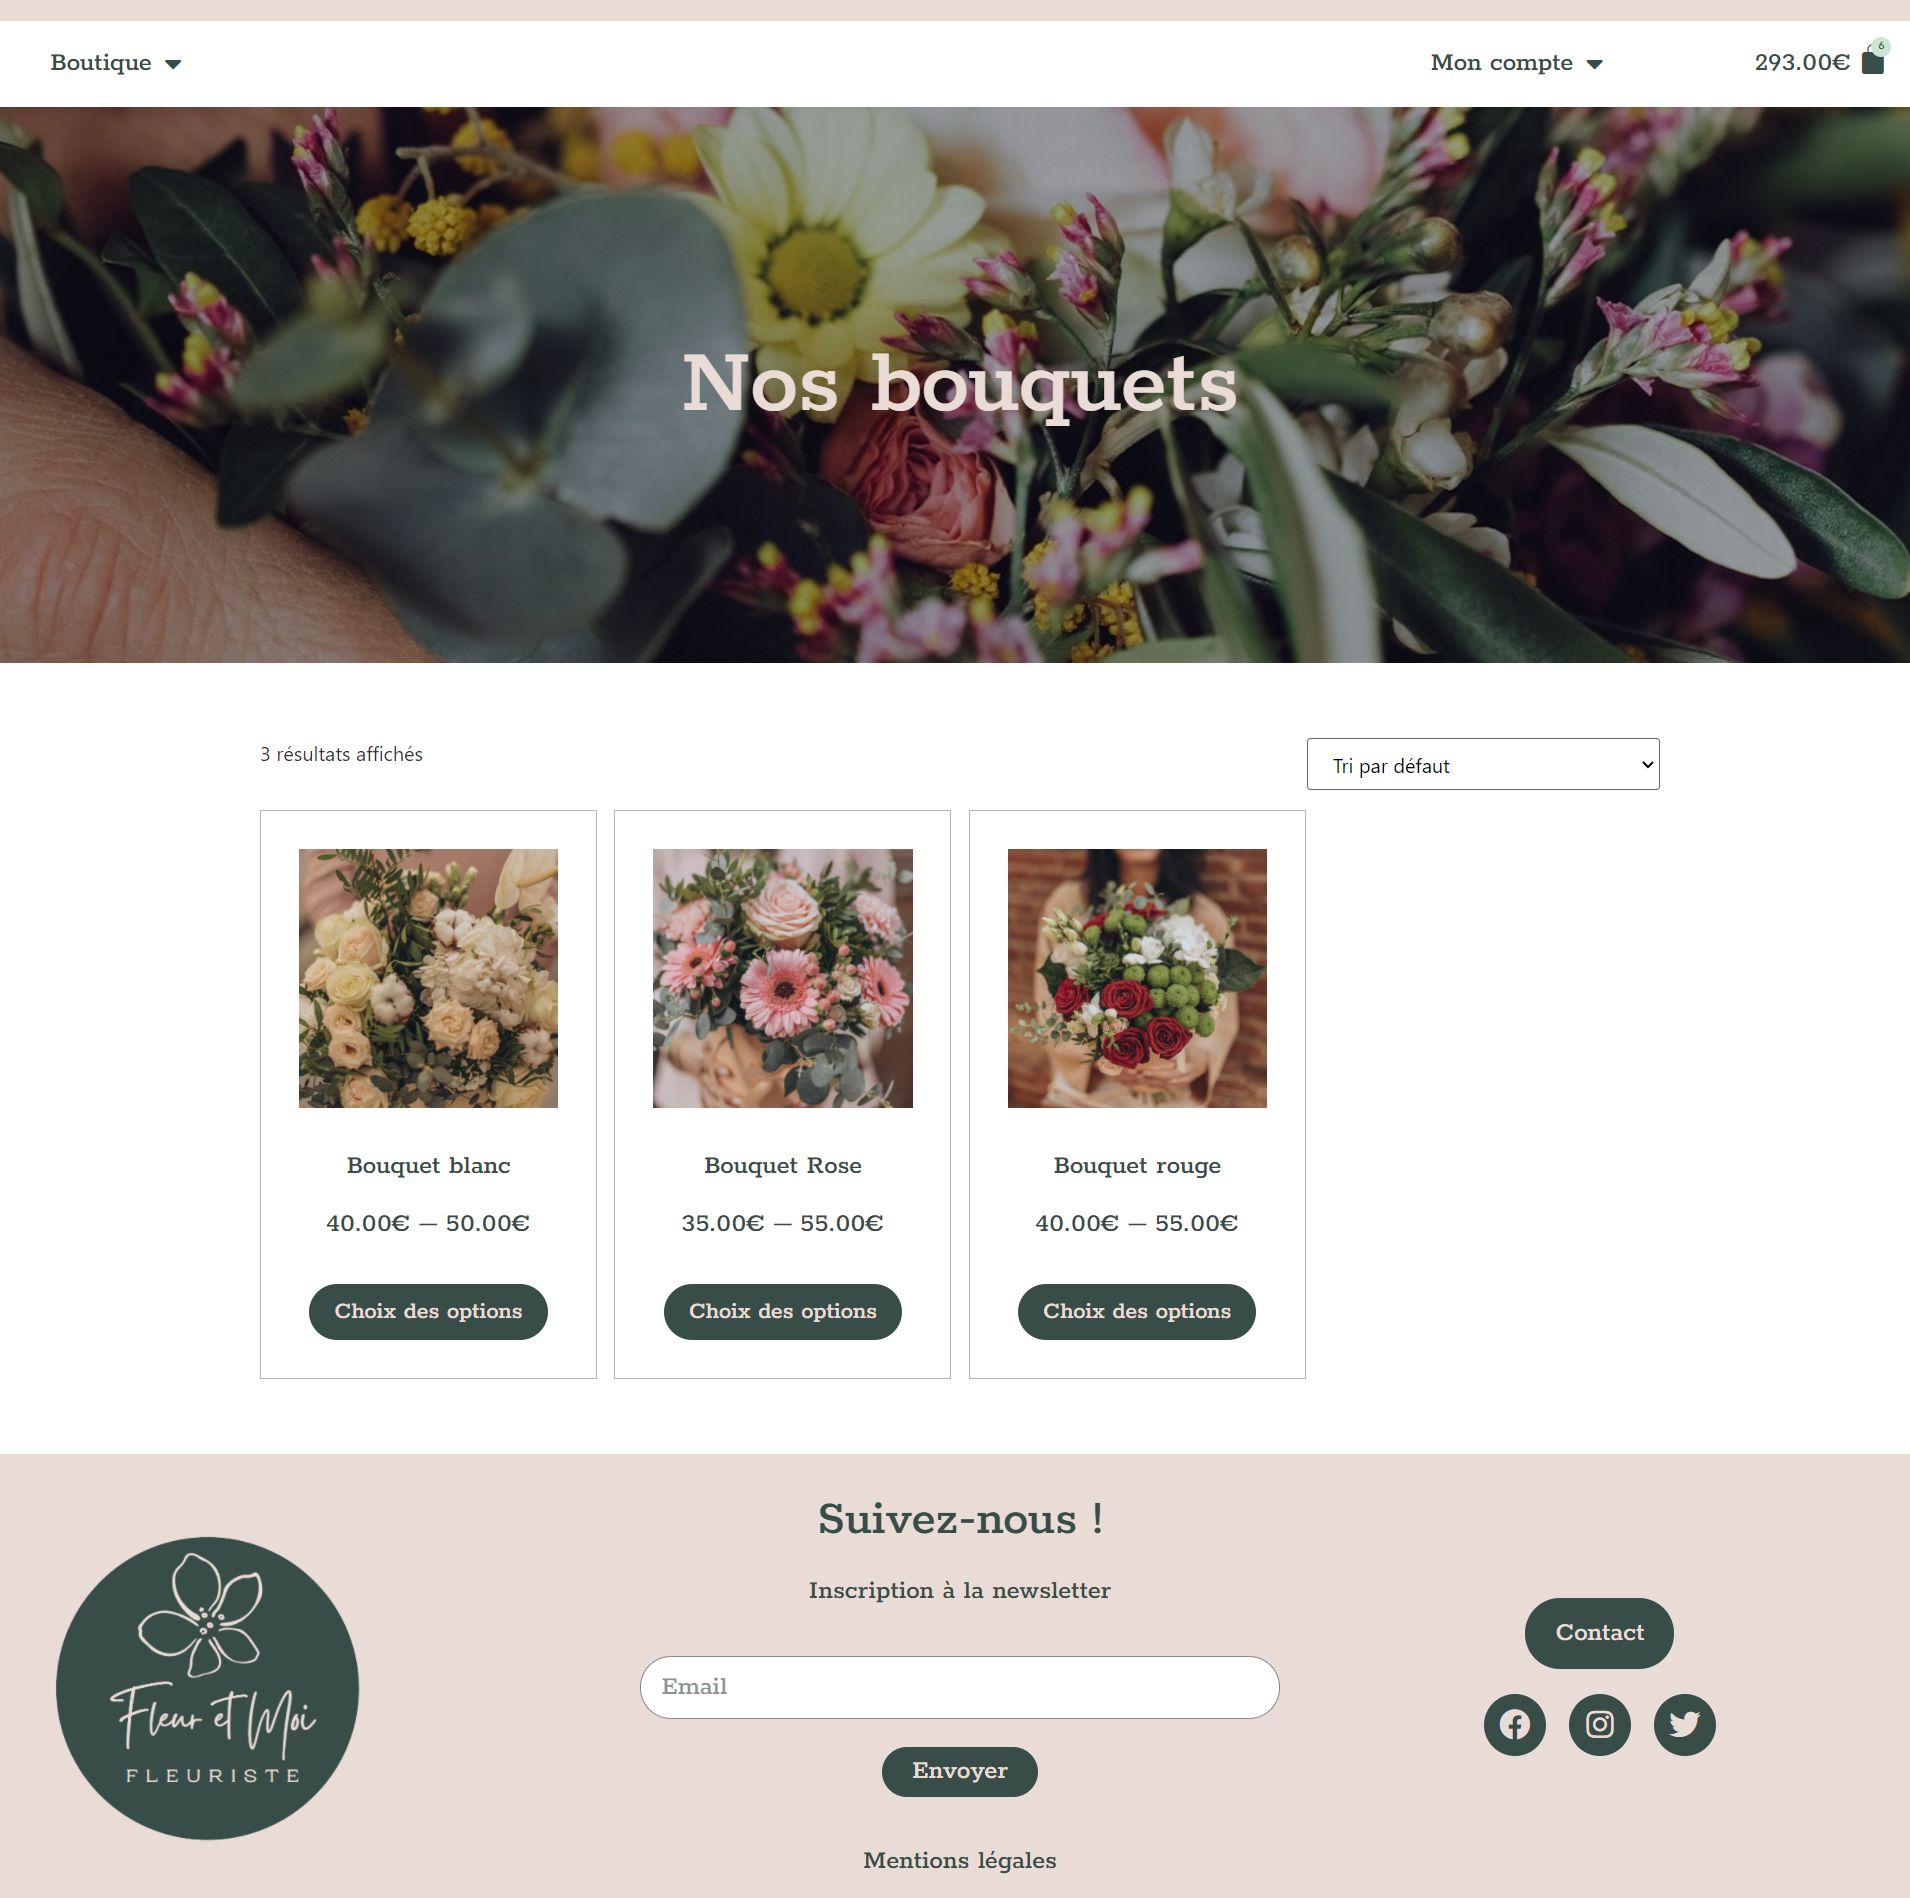 Boutique
Mon compte
293.00€
6
Nos bouquets
3 résultats affichés
Tri par défaut
Bouquet blanc
40.00€ – 50.00€
Choix des options
Bouquet Rose
35.00€ – 55.00€
Choix des options
Bouquet rouge
40.00€ – 55.00€
Choix des options
Fleur et Moi
FLEURISTE
Suivez-nous !
Inscription à la newsletter
Email
Envoyer
Mentions légales
Contact